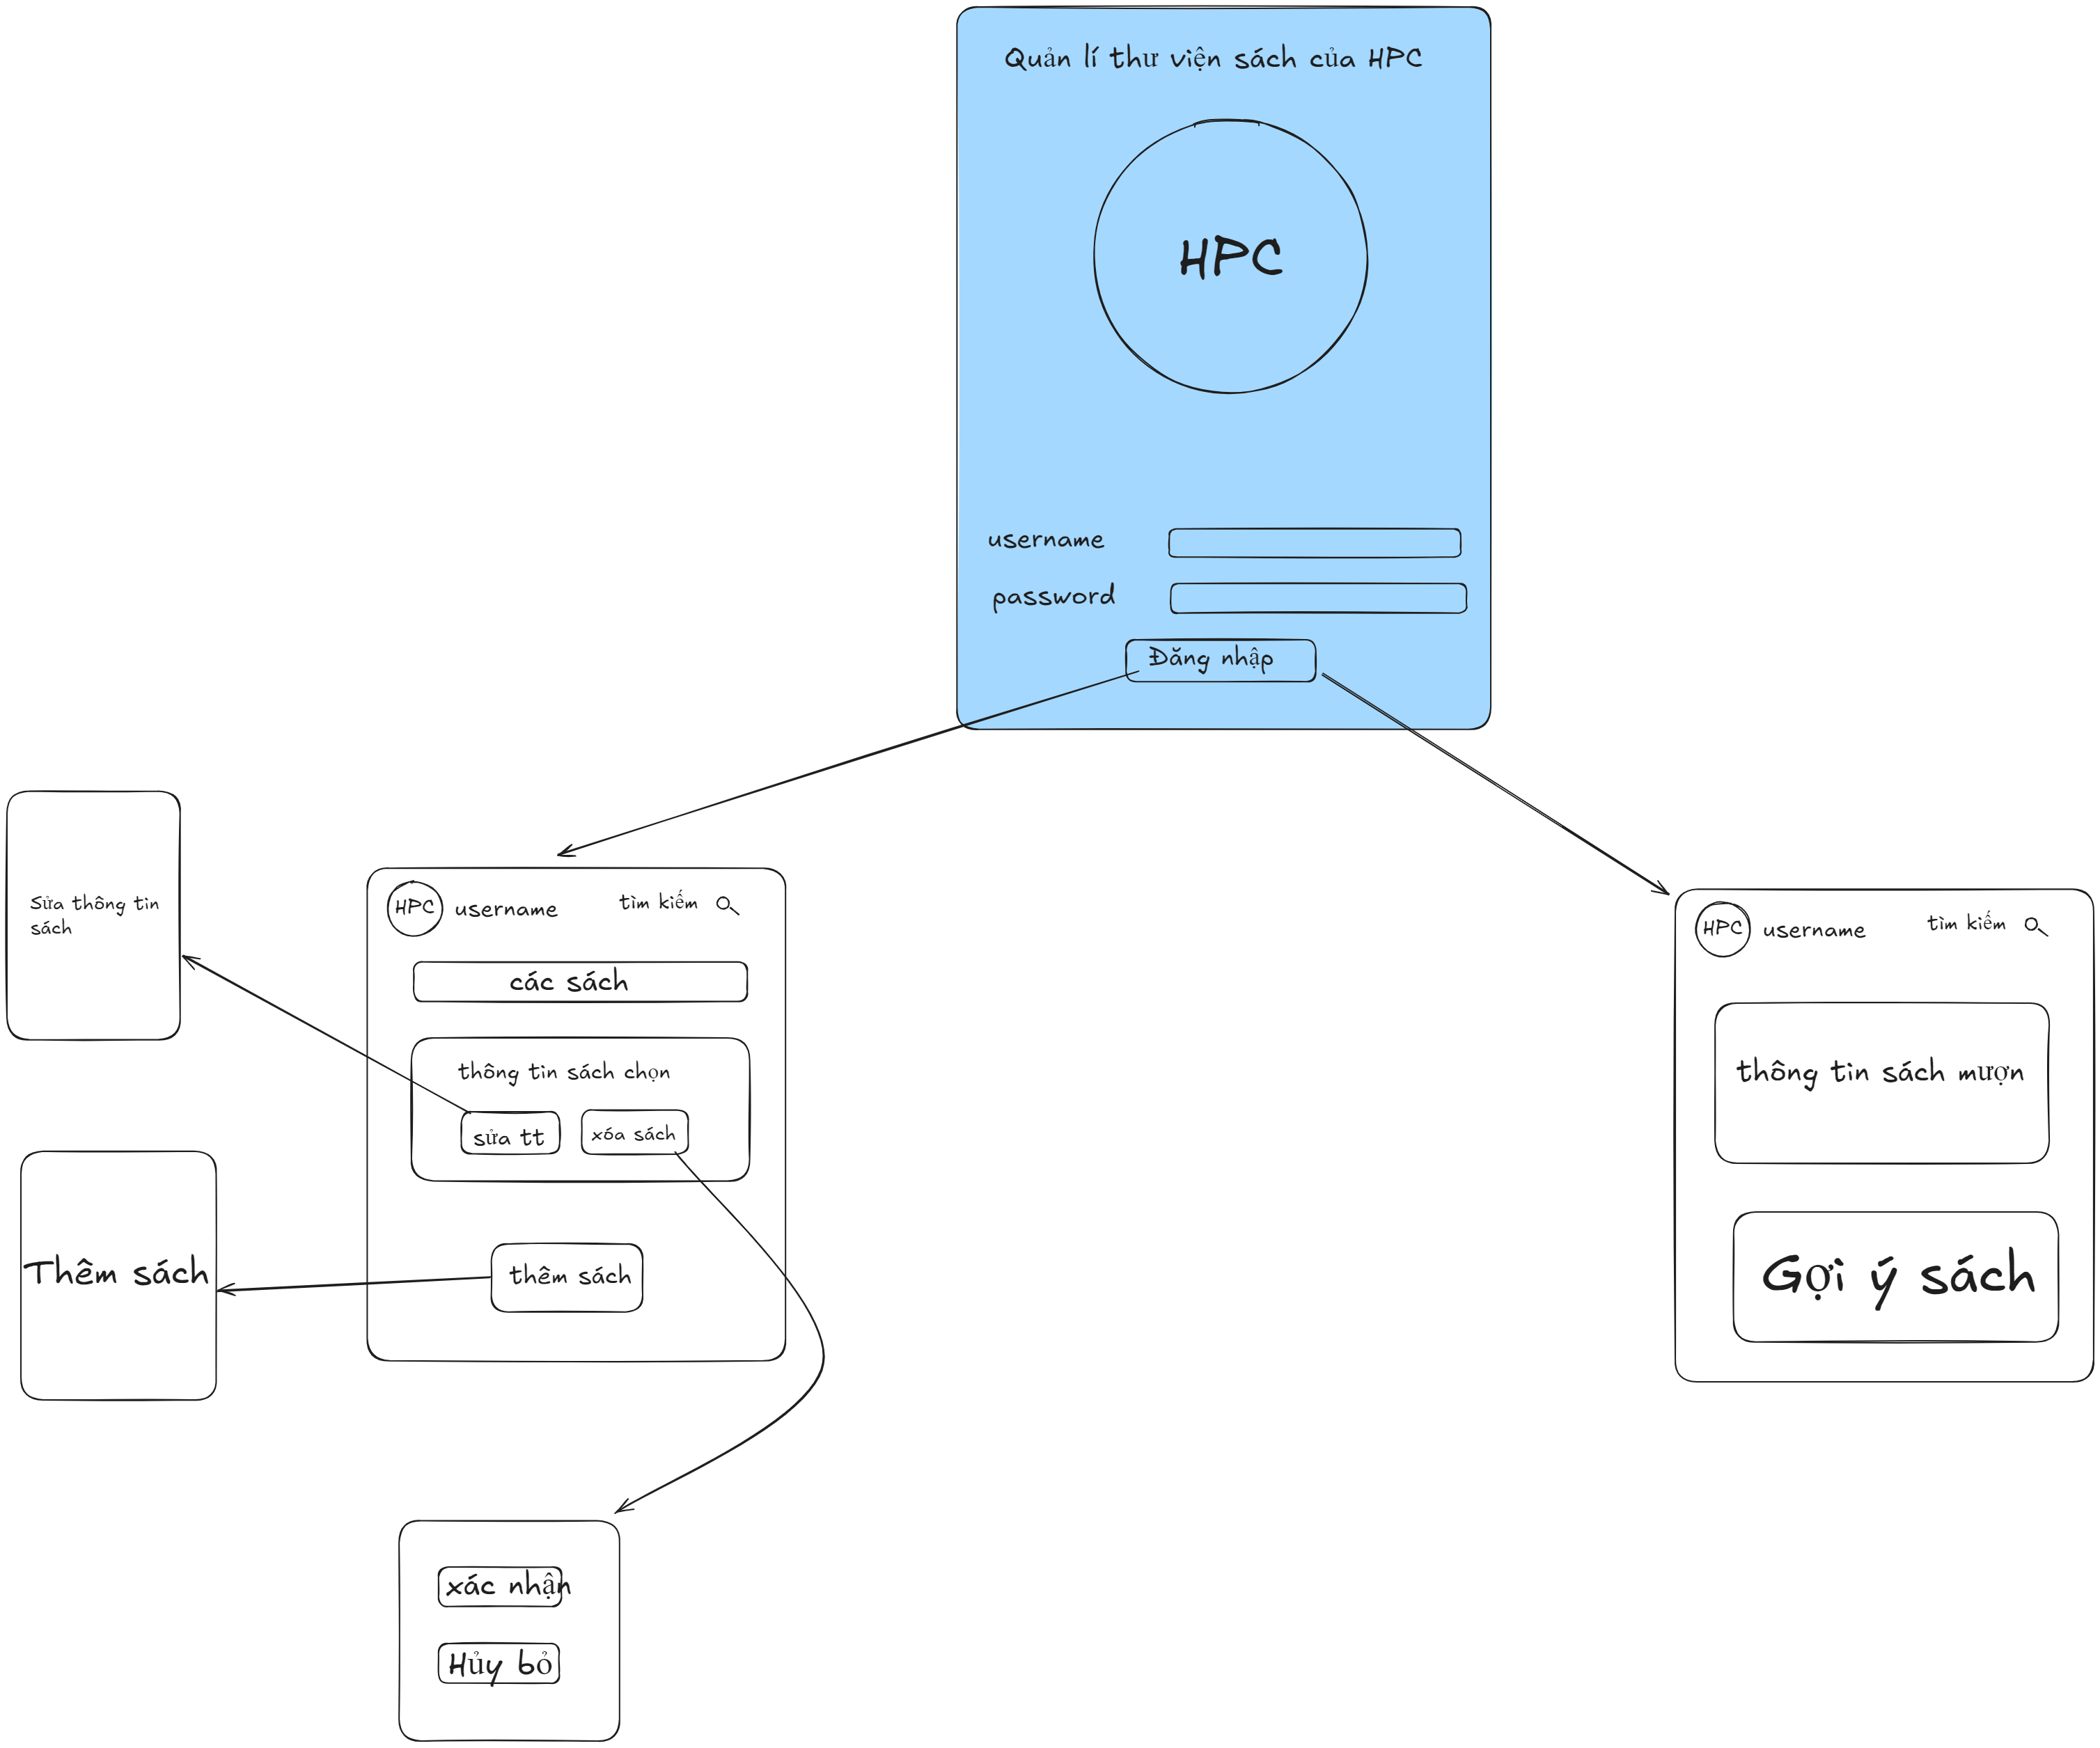 Quản lí thư viện sách của HPC
HPC
username
password
Đăng nhập
Sửa thông tin
sách
Thêm sách
HPC
username
tìm kiếm
các sách
thông tin sách chọn
sửa tt
xóa sách
thêm sách
xác nhận
Hủy bỏ
HPC
username
tìm kiếm
thông tin sách mượn
Gợi ý sách